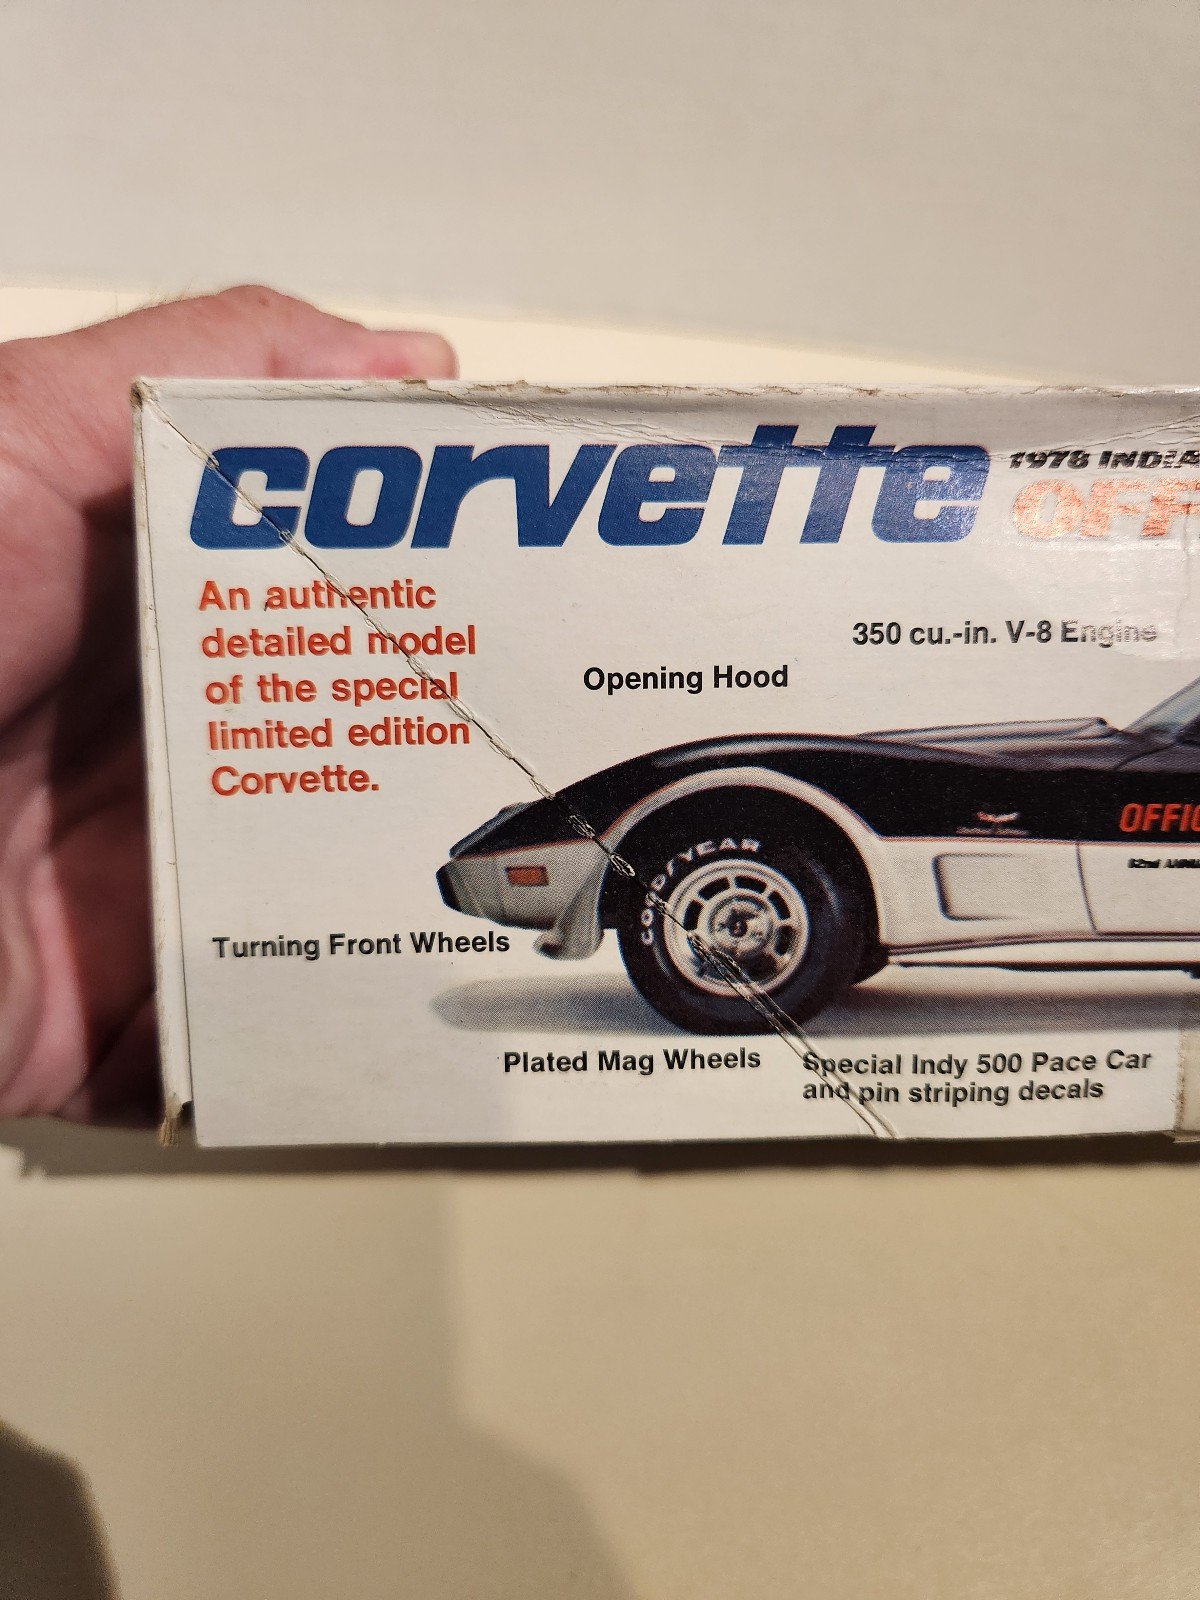 corvette
1978 INDIA
OFFI
An authentic
detailed model
of the special
limited edition
Corvette.
350 cu.-in. V-8 Engine
Opening Hood
OFFIC
GOODYEAR
Turning Front Wheels
Plated Mag Wheels
Special Indy 500 Pace Car
and pin striping decals